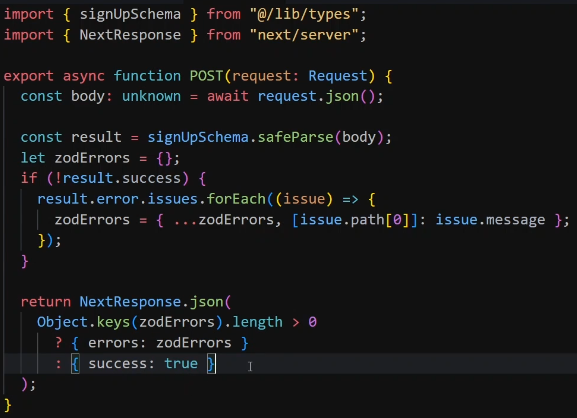 import { signUpSchema } from "@/lib/types";
import { NextResponse } from "next/server";

export async function POST(request: Request) {
  const body: unknown = await request.json();

  const result = signUpSchema.safeParse(body);
  let zodErrors = {};
  if (!result.success) {
    result.error.issues.forEach((issue) => {
      zodErrors = { ...zodErrors, [issue.path[0]]: issue.message };
    });
  }

  return NextResponse.json(
    Object.keys(zodErrors).length > 0
      ? { errors: zodErrors }
      : { success: true }
  );
}